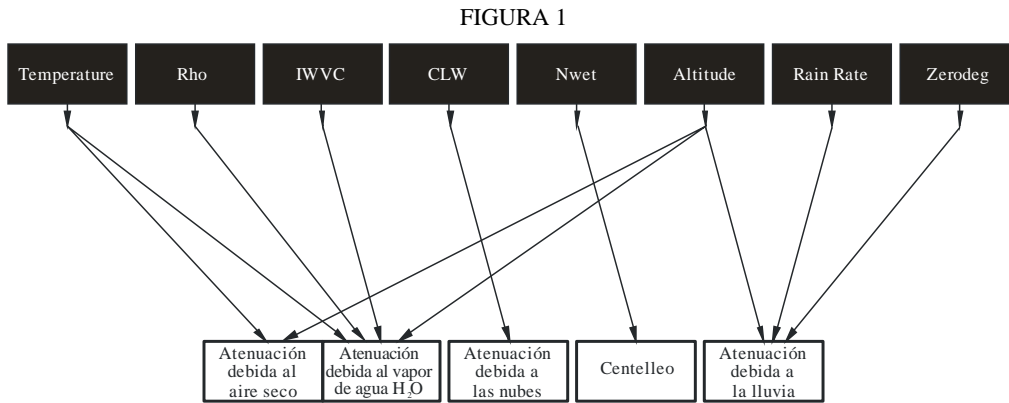 FIGURA 1
Temperature
Rho
IWVC
CLW
Nwet
Altitude
Rain Rate
Zerodeg
Atenuación
debida al
aire seco
Atenuación
debida al vapor
de agua H₂O
Atenuación
debida a
las nubes
Centelleo
Atenuación
debida a
la lluvia